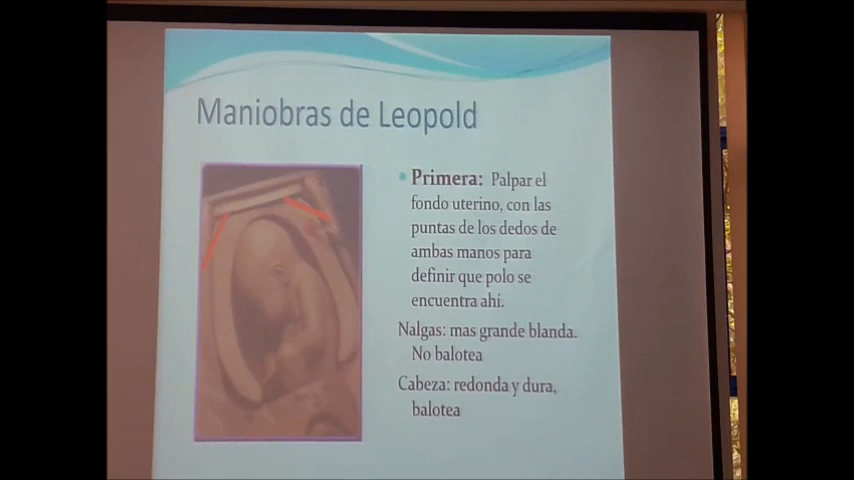 Maniobras de Leopold
Primera: Palpar el
fondo uterino, con las
puntas de los dedos de
ambas manos para
definir que polo se
encuentra ahi.
Nalgas: mas grande blanda.
No balotea
Cabeza: redonda y dura,
balotea